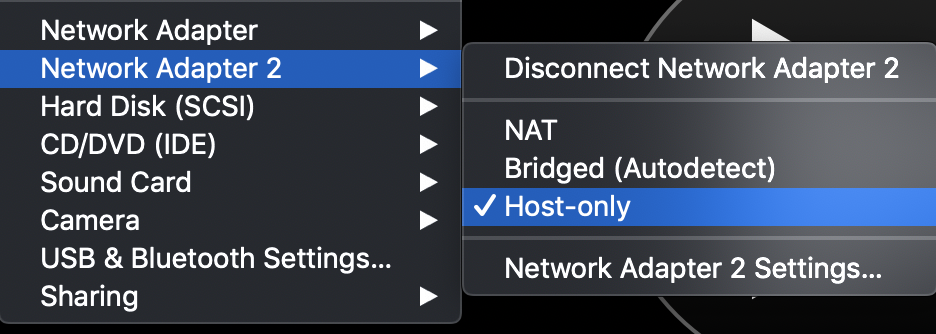 Network Adapter
Network Adapter 2
Hard Disk (SCSI)
CD/DVD (IDE)
Sound Card
Camera
USB & Bluetooth Settings...
Sharing
Disconnect Network Adapter 2
NAT
Bridged (Autodetect)
Host-only
Network Adapter 2 Settings...